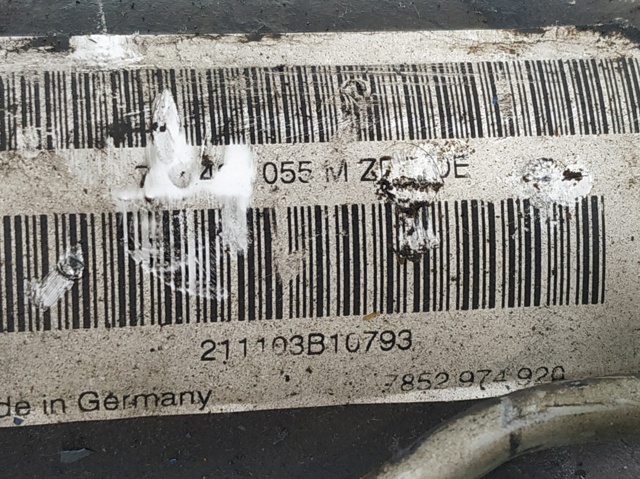 055 M
211103B10793
de in Germany
7852 974 920